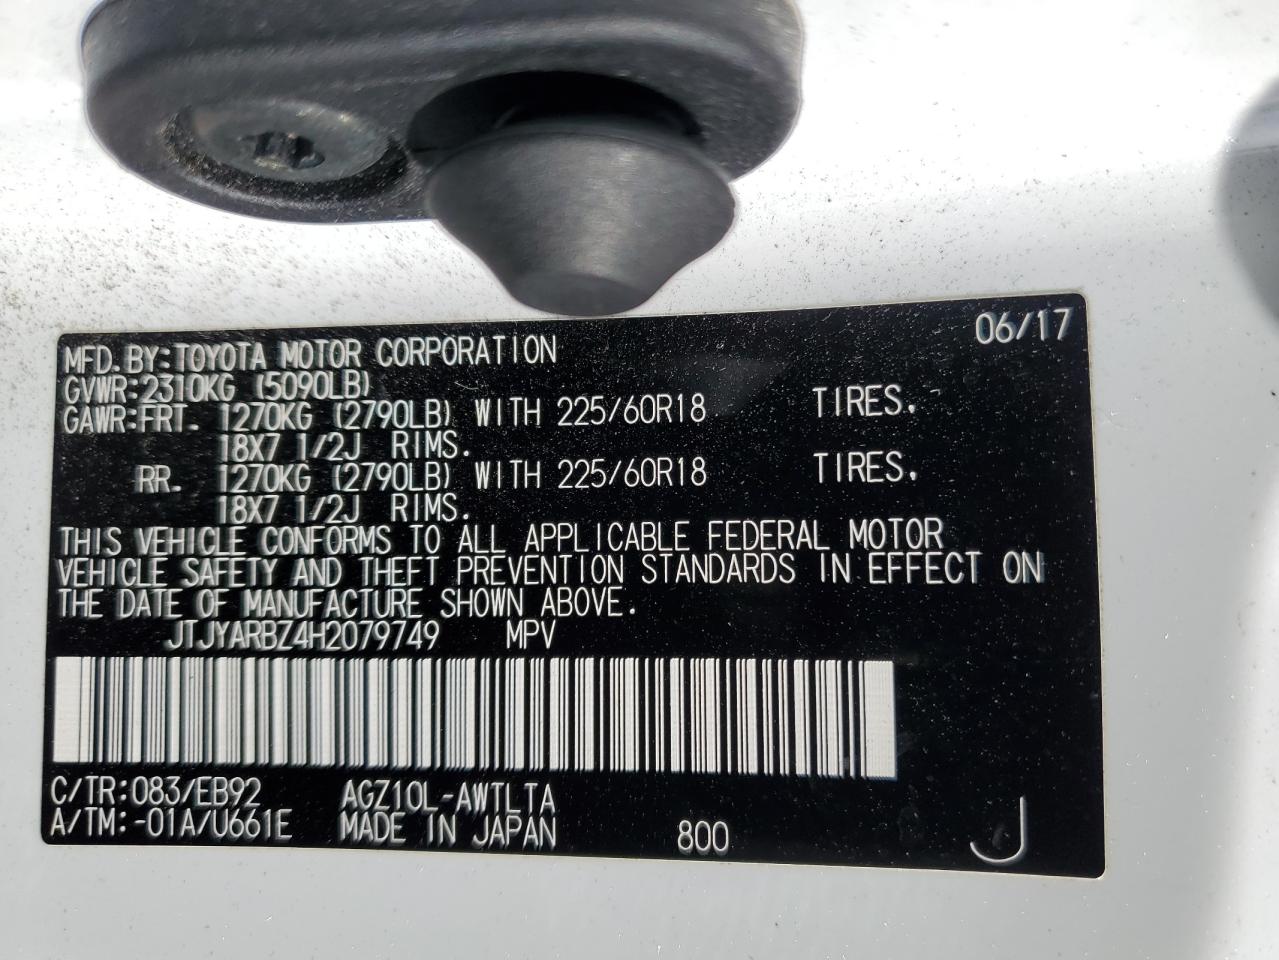 06/17
MFD. BY: TOYOTA MOTOR CORPORATION
GVWR: 2310KG (5090LB)
GAWR: FRT. 1270KG (2790LB) WITH 225/60R18 TIRES.
18X7 1/2J RIMS.
RR. 1270KG (2790LB) WITH 225/60R18 TIRES.
18X7 1/2J RIMS.
THIS VEHICLE CONFORMS TO ALL APPLICABLE FEDERAL MOTOR
VEHICLE SAFETY AND THEFT PREVENTION STANDARDS IN EFFECT ON
THE DATE OF MANUFACTURE SHOWN ABOVE.
JTJYARBZ4H2079749 MPV
C/TR: 083/EB92 AGZ10L-AWTLTA
A/TM: -01A/U661E MADE IN JAPAN 800 J